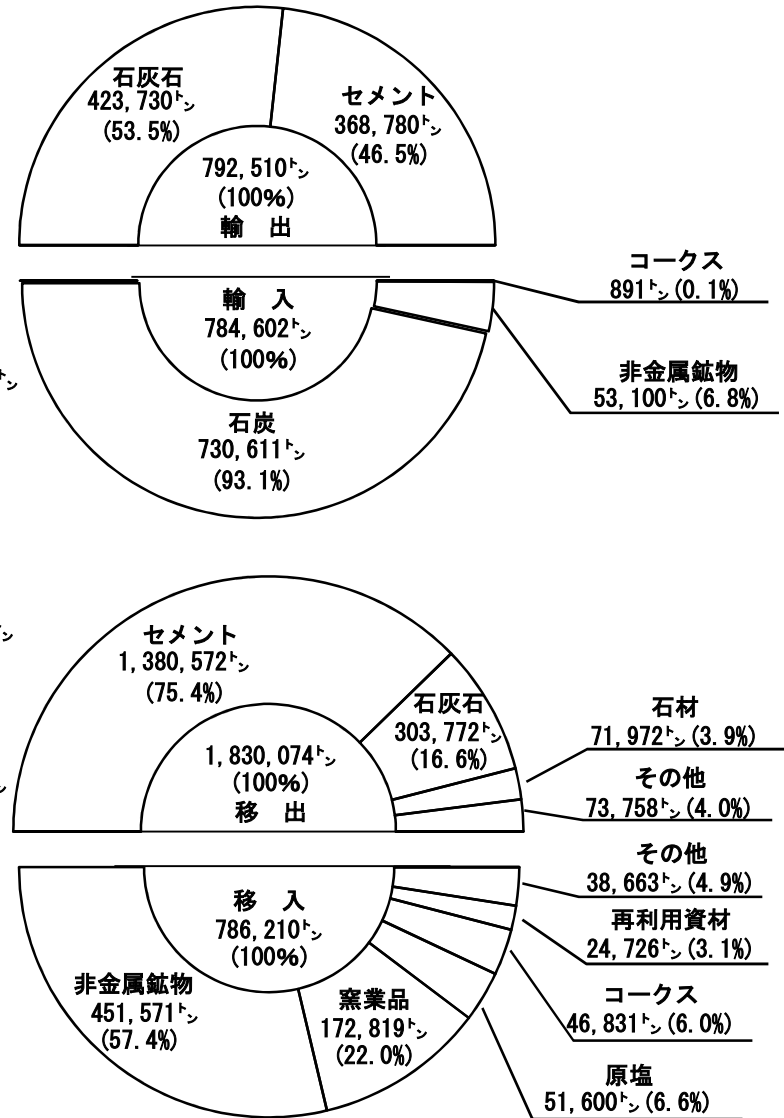 石灰石
423,730トン
(53.5%)
セメント
368,780トン
(46.5%)
792,510トン
(100%)
輸 出
輸 入
784,602トン
(100%)
コークス
891トン(0.1%)
非金属鉱物
53,100トン(6.8%)
石炭
730,611トン
(93.1%)
トン
セメント
1,380,572トン
(75.4%)
石灰石
303,772トン
(16.6%)
1,830,074トン
(100%)
移 出
石材
71,972トン(3.9%)
その他
73,758トン(4.0%)
その他
38,663トン(4.9%)
移 入
786,210トン
(100%)
再利用資材
24,726トン(3.1%)
コークス
46,831トン(6.0%)
非金属鉱物
451,571トン
(57.4%)
窯業品
172,819トン
(22.0%)
原塩
51,600トン(6.6%)